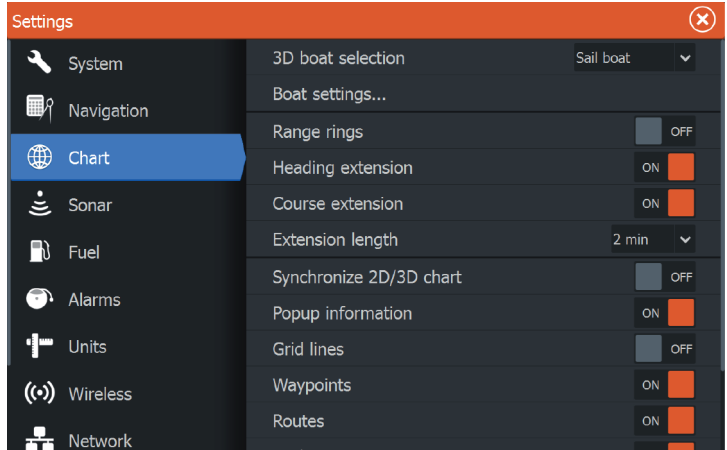 Settings
System
Navigation
Chart
Sonar
Fuel
Alarms
Units
Wireless
Network
3D boat selection Sail boat
Boat settings...
Range rings OFF
Heading extension ON
Course extension ON
Extension length 2 min
Synchronize 2D/3D chart OFF
Popup information ON
Grid lines OFF
Waypoints ON
Routes ON